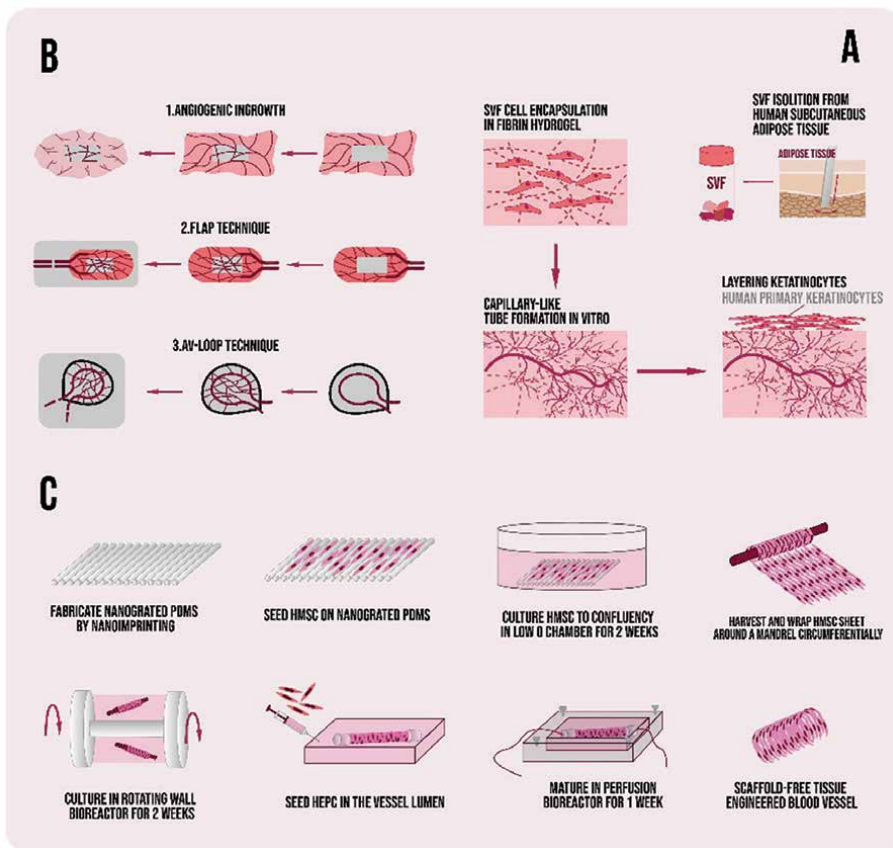 B
A
1.ANGIOGENIC INGROWTH
2.FLAP TECHNIQUE
3.AV-LOOP TECHNIQUE
SVF CELL ENCAPSULATION
IN FIBRIN HYDROGEL
SVF ISOLITION FROM
HUMAN SUBCUTANEOUS
ADIPOSE TISSUE
ADIPOSE TISSUE
SVF
CAPILLARY-LIKE
TUBE FORMATION IN VITRO
LAYERING KETATINOCYTES
HUMAN PRIMARY KERATINOCYTES
C
FABRICATE NANOGRATED PDMS
BY NANOIMPRINTING
SEED HMSC ON NANOGRATED PDMS
CULTURE HMSC TO CONFLUENCY
IN LOW O CHAMBER FOR 2 WEEKS
HARVEST AND WRAP HMSC SHEET
AROUND A MANDREL CIRCUMFERENTIALLY
CULTURE IN ROTATING WALL
BIOREACTOR FOR 2 WEEKS
SEED HEPC IN THE VESSEL LUMEN
MATURE IN PERFUSION
BIOREACTOR FOR 1 WEEK
SCAFFOLD-FREE TISSUE
ENGINEERED BLOOD VESSEL